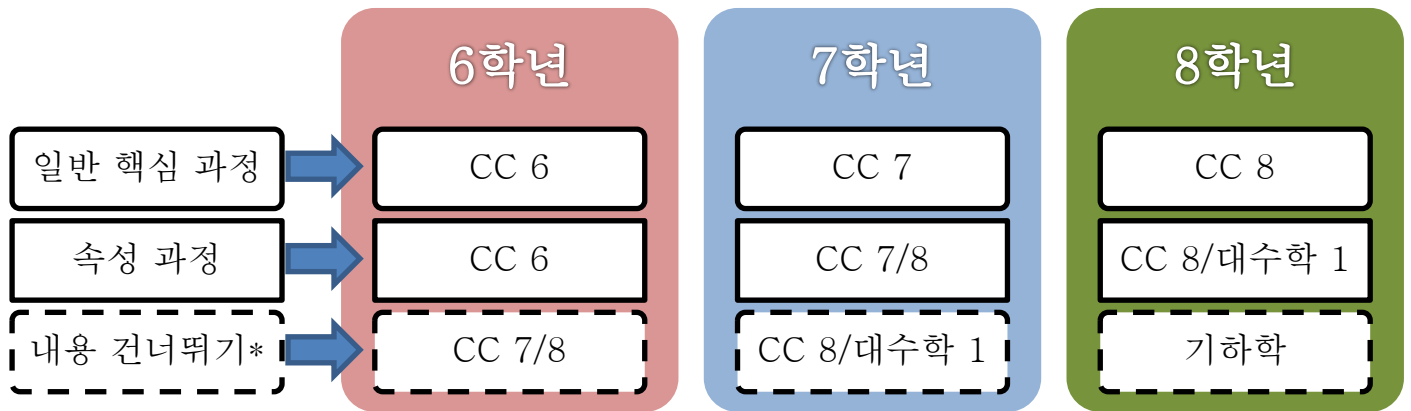 6학년 7학년 8학년
일반 핵심 과정 CC 6 CC 7 CC 8
속성 과정 CC 6 CC 7/8 CC 8/대수학 1
내용 건너뛰기* CC 7/8 CC 8/대수학 1 기하학